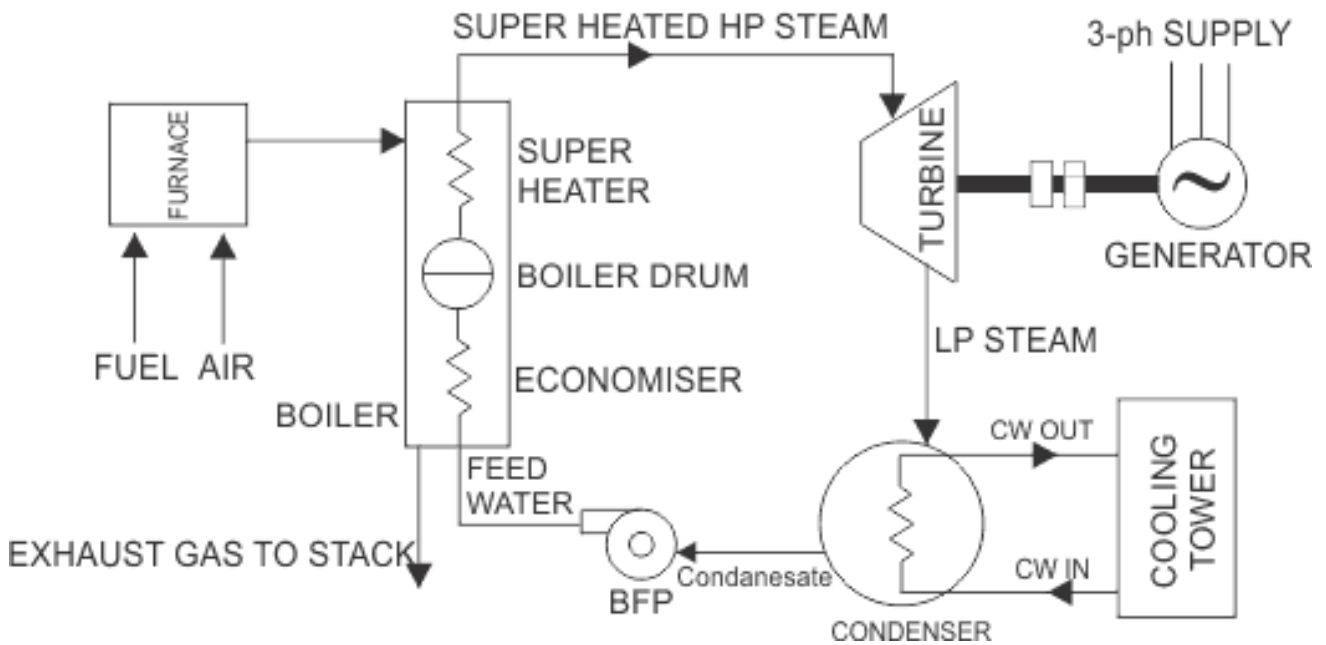 SUPER HEATED HP STEAM
3-ph SUPPLY
FURNACE
SUPER
HEATER
TURBINE
GENERATOR
BOILER DRUM
FUEL AIR
LP STEAM
ECONOMISER
BOILER
CW OUT
COOLING
TOWER
FEED
WATER
EXHAUST GAS TO STACK
Condanesate
CW IN
BFP
CONDENSER